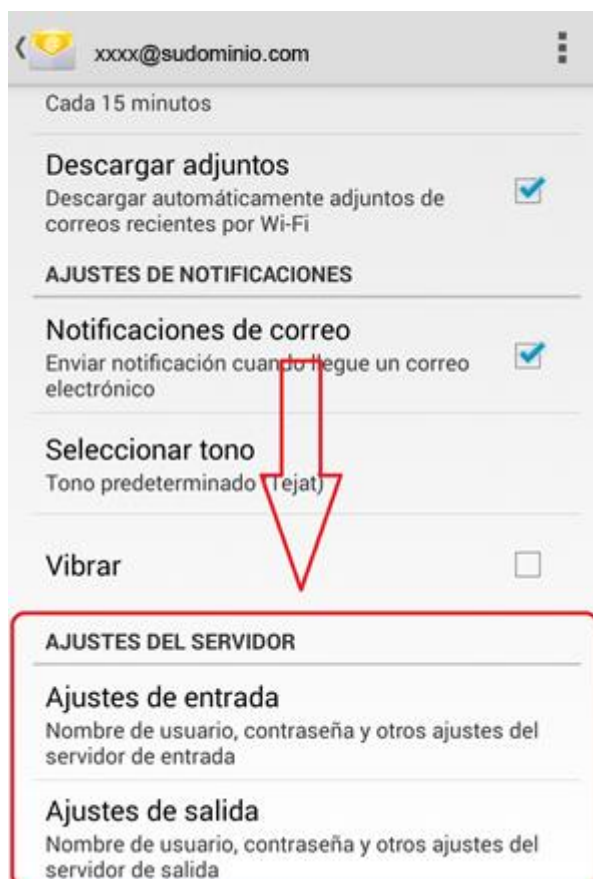 xxxx@sudominio.com
Cada 15 minutos
Descargar adjuntos
Descargar automáticamente adjuntos de
correos recientes por Wi-Fi
AJUSTES DE NOTIFICACIONES
Notificaciones de correo
Enviar notificación cuando llegue un correo
electrónico
Seleccionar tono
Tono predeterminado (Tejat)
Vibrar
AJUSTES DEL SERVIDOR
Ajustes de entrada
Nombre de usuario, contraseña y otros ajustes del
servidor de entrada
Ajustes de salida
Nombre de usuario, contraseña y otros ajustes del
servidor de salida